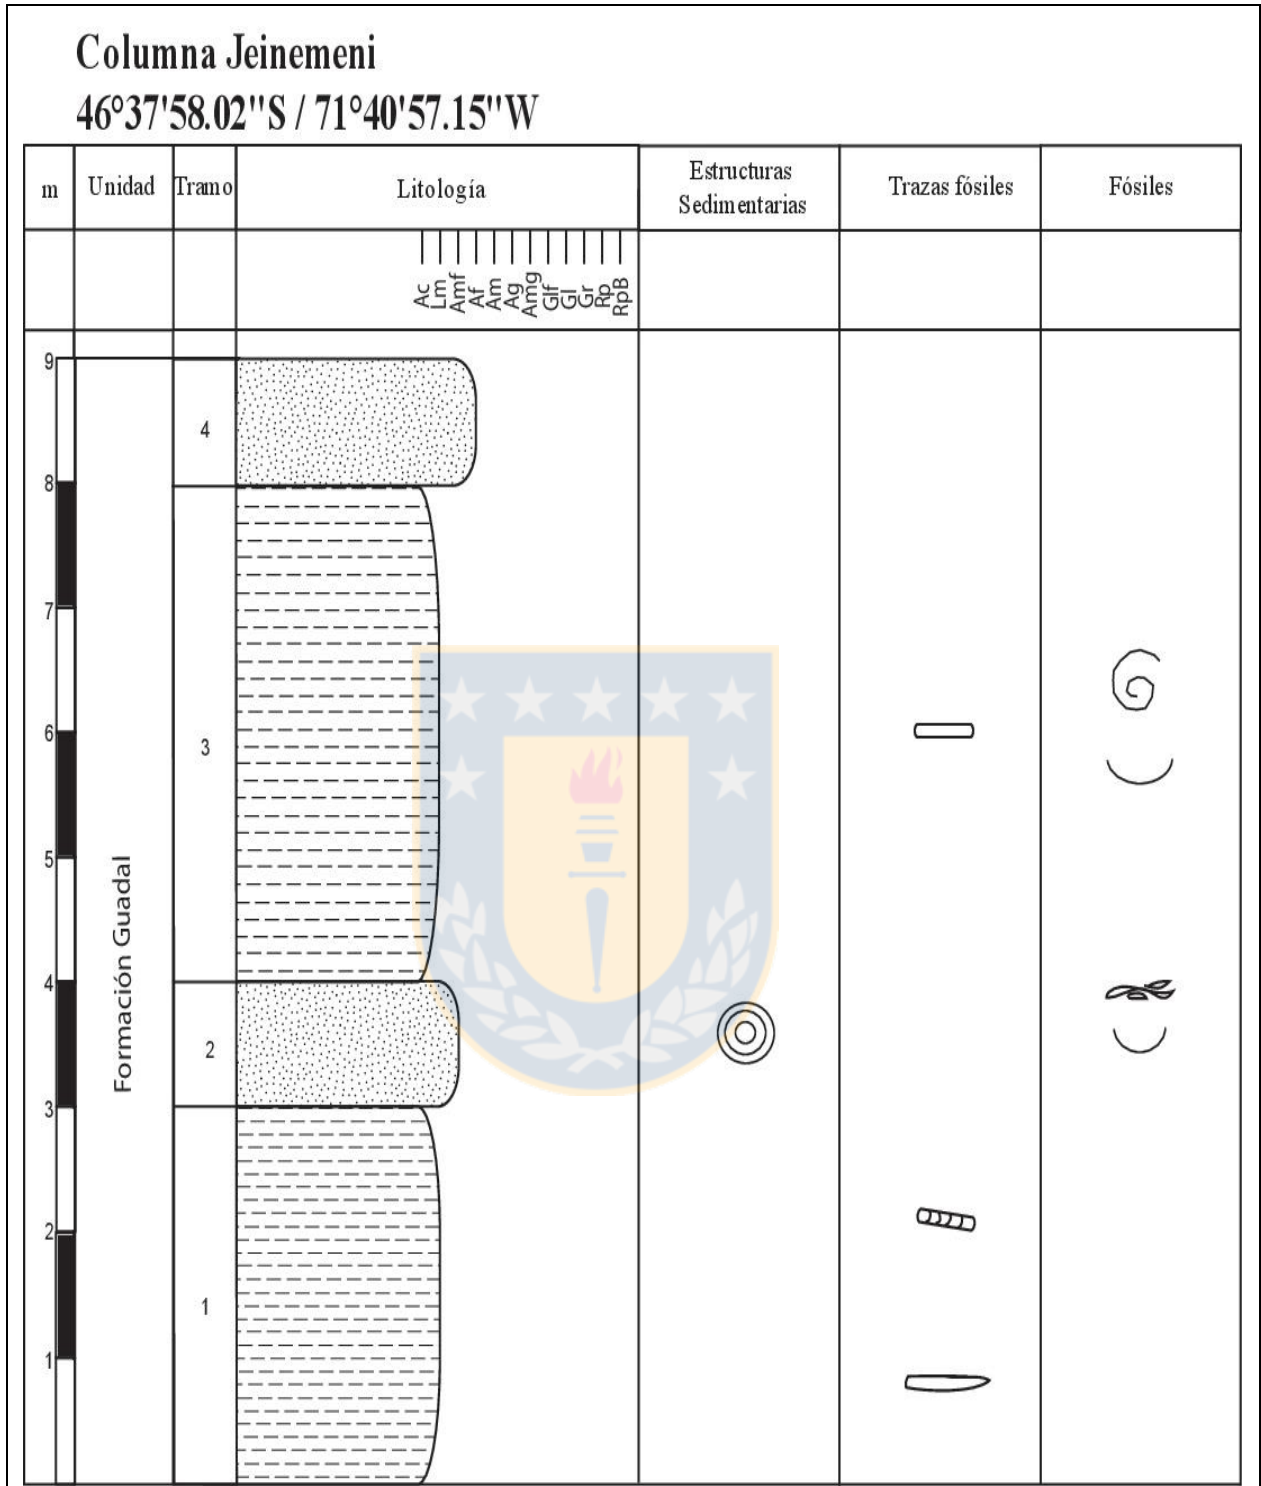 Columna Jeinemeni
46°37'58.02''S / 71°40'57.15''W
m Unidad Tramo Litología Estructuras Sedimentarias Trazas fósiles Fósiles
Ac Lm Amf Af Am Ag Amg Glf Gl Gr Rp RpB
9
4
8
7
6
3
5
Formación Guadal
4
2
3
2
1
1